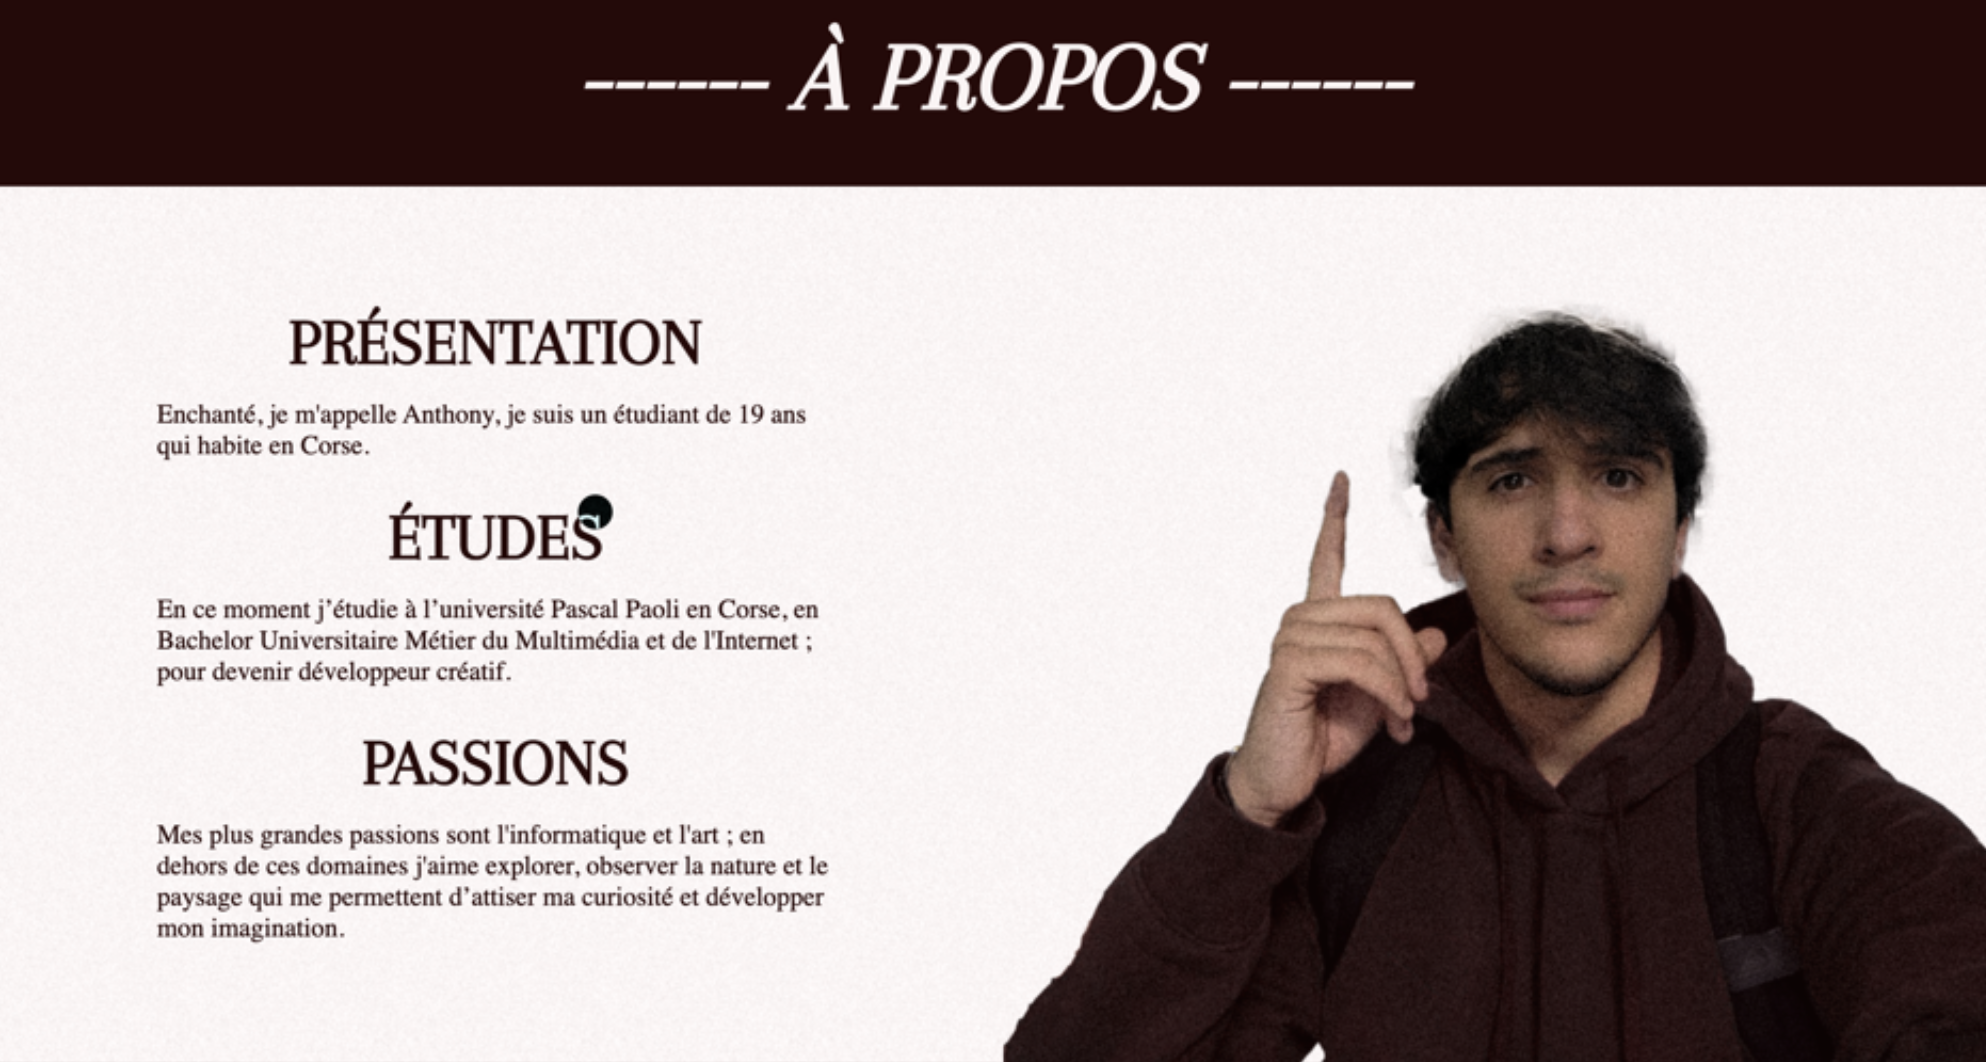 ------ À PROPOS ------
PRÉSENTATION
Enchanté, je m'appelle Anthony, je suis un étudiant de 19 ans
qui habite en Corse.
ÉTUDES
En ce moment j’étudie à l’université Pascal Paoli en Corse, en
Bachelor Universitaire Métier du Multimédia et de l'Internet ;
pour devenir développeur créatif.
PASSIONS
Mes plus grandes passions sont l'informatique et l'art ; en
dehors de ces domaines j'aime explorer, observer la nature et le
paysage qui me permettent d’attiser ma curiosité et développer
mon imagination.